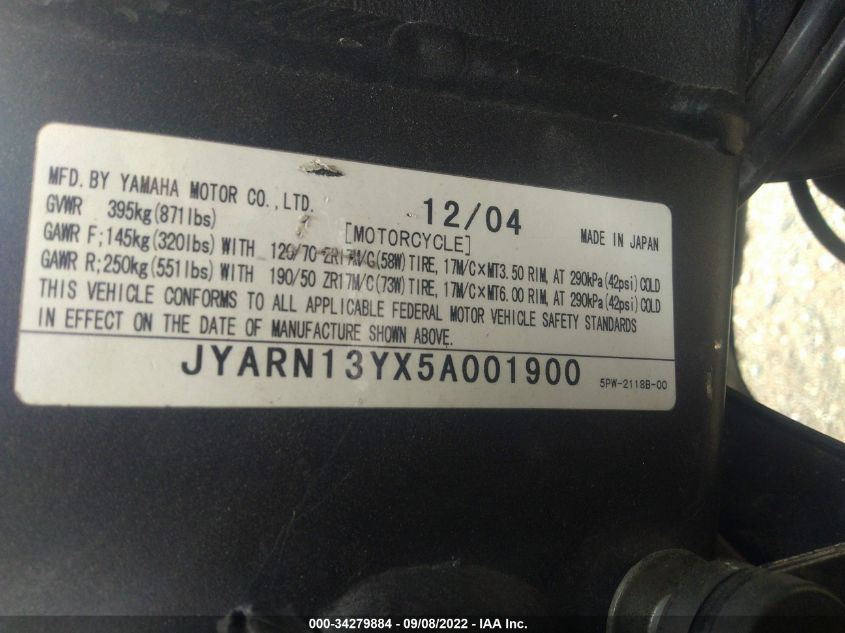 MFD. BY YAMAHA MOTOR CO., LTD. 12/04 MADE IN JAPAN
GVWR 395kg(871lbs) [MOTORCYCLE]
GAWR F;145kg(320lbs) WITH 120/70 ZR17M/C(58W) TIRE, 17M/C×MT3.50 RIM, AT 290kPa(42psi) COLD
GAWR R;250kg(551lbs) WITH 190/50 ZR17M/C(73W) TIRE, 17M/C×MT6.00 RIM, AT 290kPa(42psi) COLD
THIS VEHICLE CONFORMS TO ALL APPLICABLE FEDERAL MOTOR VEHICLE SAFETY STANDARDS
IN EFFECT ON THE DATE OF MANUFACTURE SHOWN ABOVE.
JYARN13YX5A001900 5PW-2118B-00
000-34279884 - 09/08/2022 - IAA Inc.